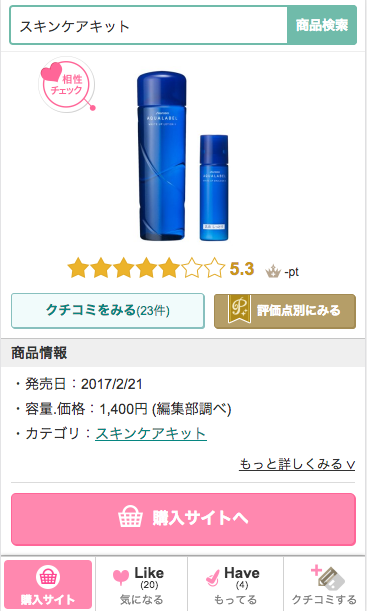 スキンケアキット
商品検索
相性
チェック
AQUALABEL
5.3
-pt
クチコミをみる(23件)
評価点別にみる
商品情報
・発売日：2017/2/21
・容量.価格：1,400円 (編集部調べ)
・カテゴリ：スキンケアキット
もっと詳しくみる∨
購入サイトへ
購入サイト
Like
(20)
気になる
Have
(4)
もってる
クチコミする